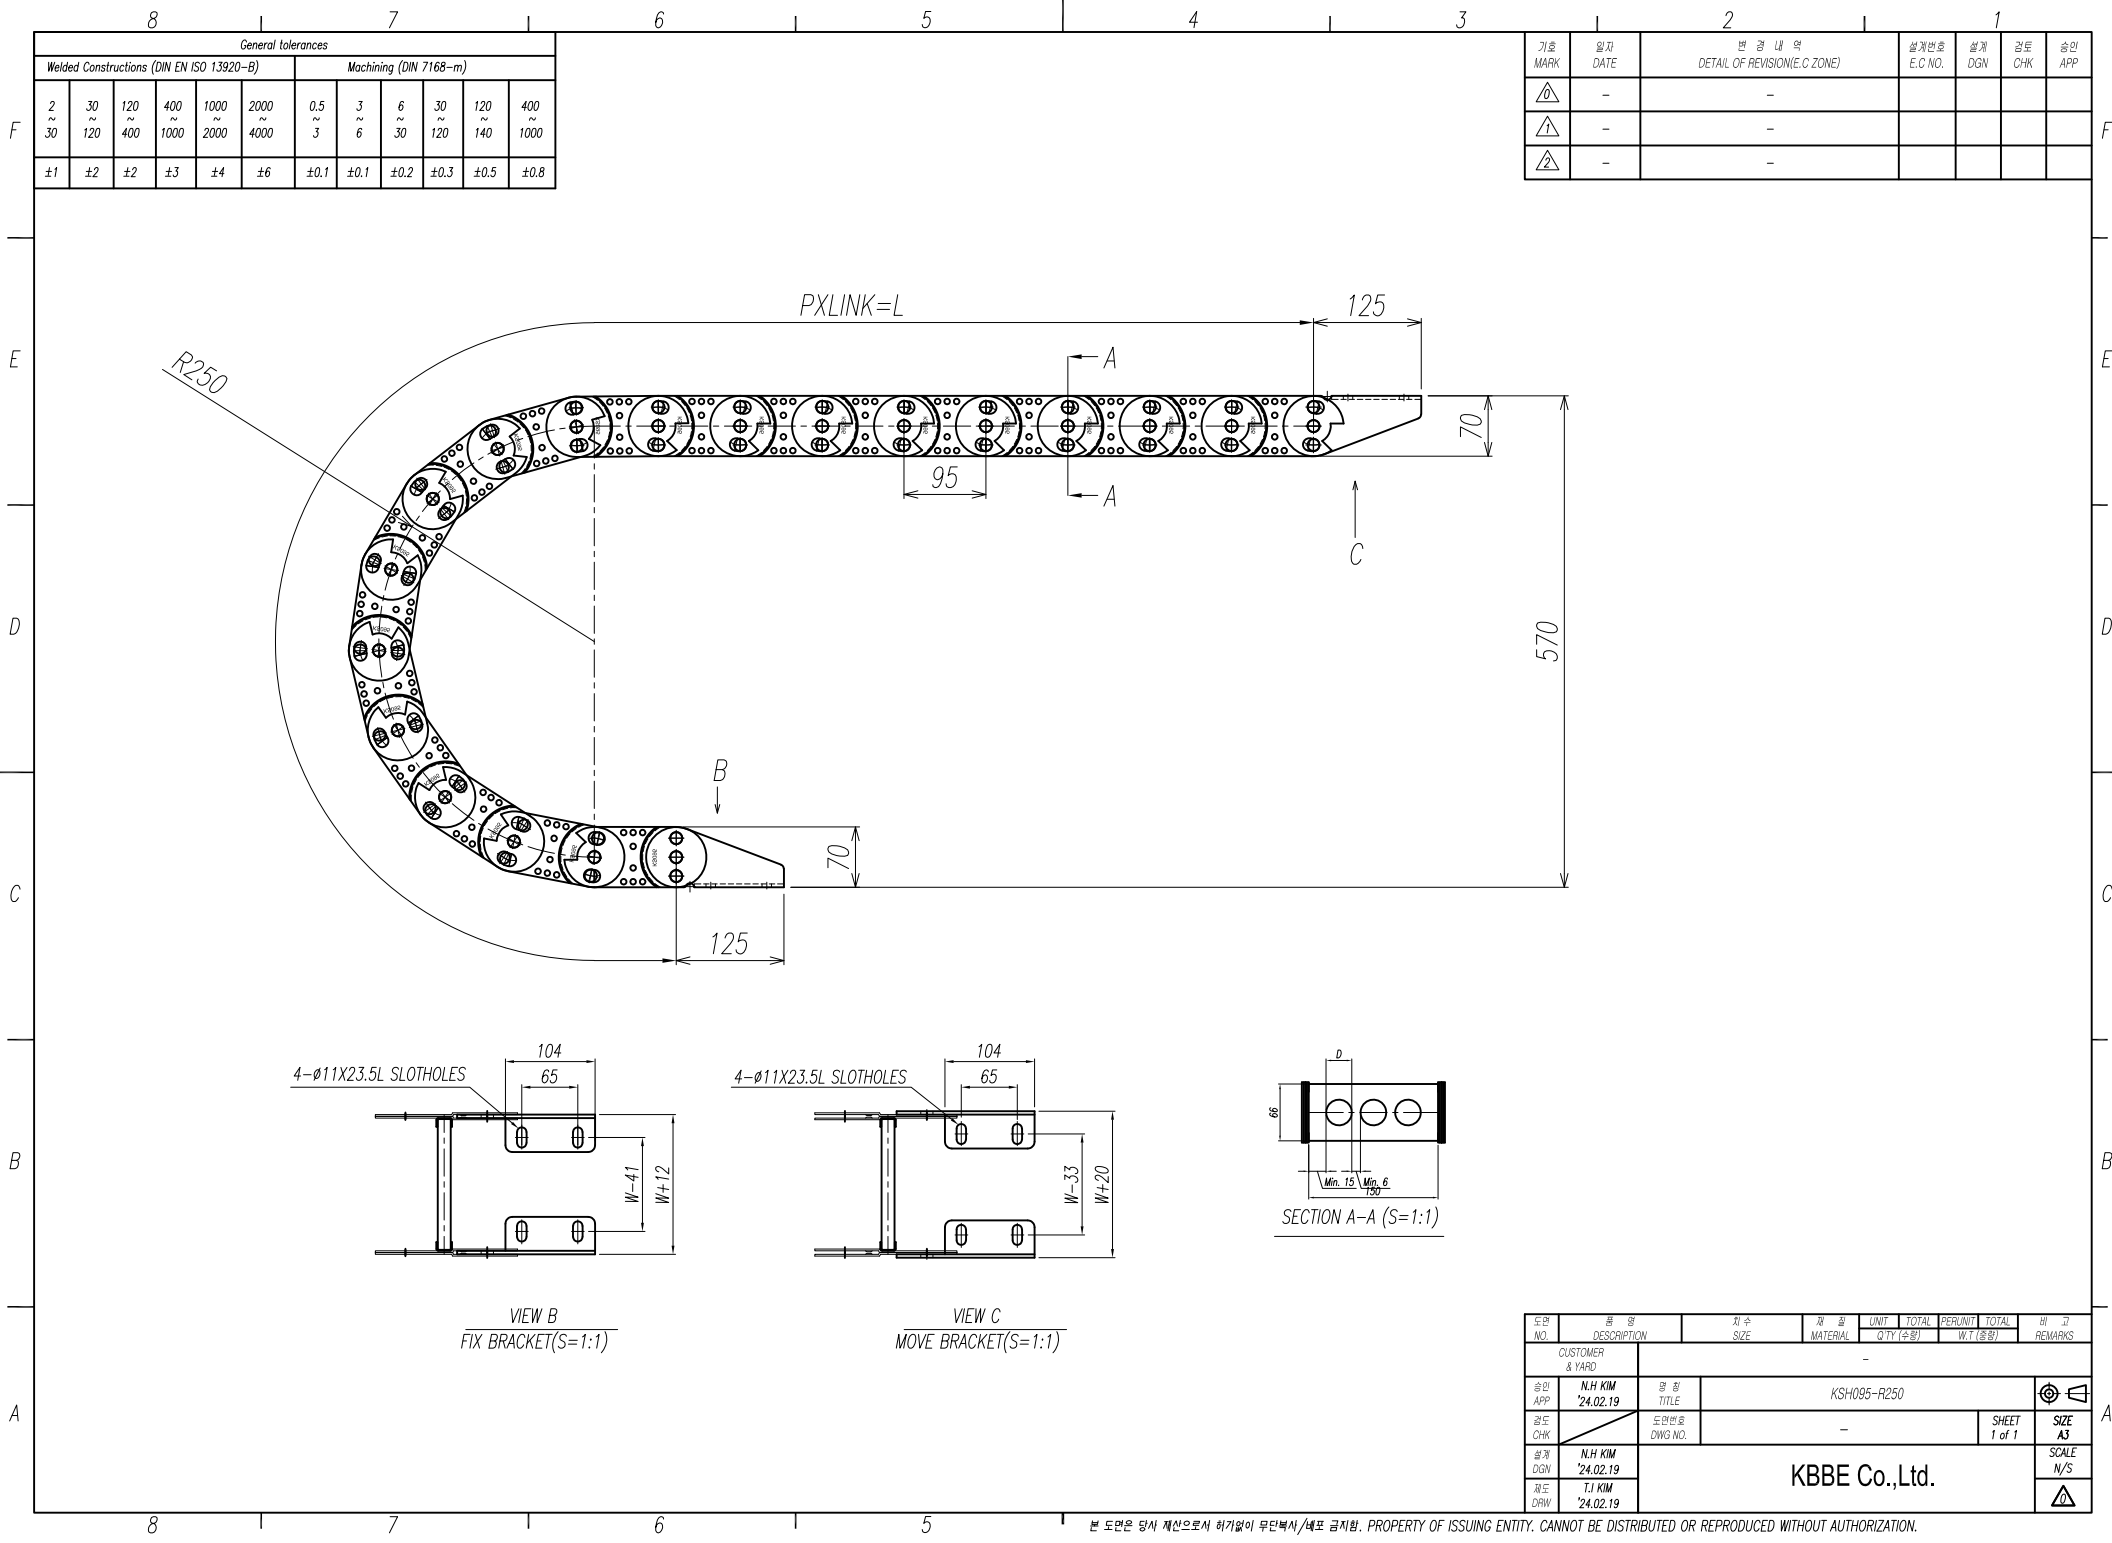 8 7 6 5 4 3 2 1
General tolerances
Welded Constructions (DIN EN ISO 13920-B) Machining (DIN 7168-m)
2 30 120 400 1000 2000 0.5 3 6 30 120 400
~ ~ ~ ~ ~ ~ ~ ~ ~ ~ ~ ~
30 120 400 1000 2000 4000 3 6 30 120 140 1000
±1 ±2 ±2 ±3 ±4 ±6 ±0.1 ±0.1 ±0.2 ±0.3 ±0.5 ±0.8
기호 일자 변 경 내 역 설계번호 설계 검토 승인
MARK DATE DETAIL OF REVISION(E.C ZONE) E.C NO. DGN CHK APP
0 - -
1 - -
2 - -
F F
E E
D D
C C
B B
A A
PXLINK=L
125
R250
A
A
70
95
C
570
B
70
125
104
65
4-ø11X23.5L SLOTHOLES
W-41
W+12
VIEW B
FIX BRACKET(S=1:1)
104
65
4-ø11X23.5L SLOTHOLES
W-33
W+20
VIEW C
MOVE BRACKET(S=1:1)
D
66
Min. 15 Min. 6
150
SECTION A-A (S=1:1)
도면 품 명 치 수 재 질 UNIT TOTAL PERUNIT TOTAL 비 고
NO. DESCRIPTION SIZE MATERIAL Q'TY (수량) W.T (중량) REMARKS
CUSTOMER
& YARD
-
승인 N.H KIM 명 칭
APP '24.02.19 TITLE
KSH095-R250
검도 도면번호 SHEET SIZE
CHK DWG NO. - 1 of 1 A3
설계 N.H KIM SCALE
DGN '24.02.19 N/S
KBBE Co.,Ltd.
제도 T.I KIM
DRW '24.02.19
0
8 7 6 5
본 도면은 당사 재산으로서 허가없이 무단복사/배포 금지함. PROPERTY OF ISSUING ENTITY. CANNOT BE DISTRIBUTED OR REPRODUCED WITHOUT AUTHORIZATION.